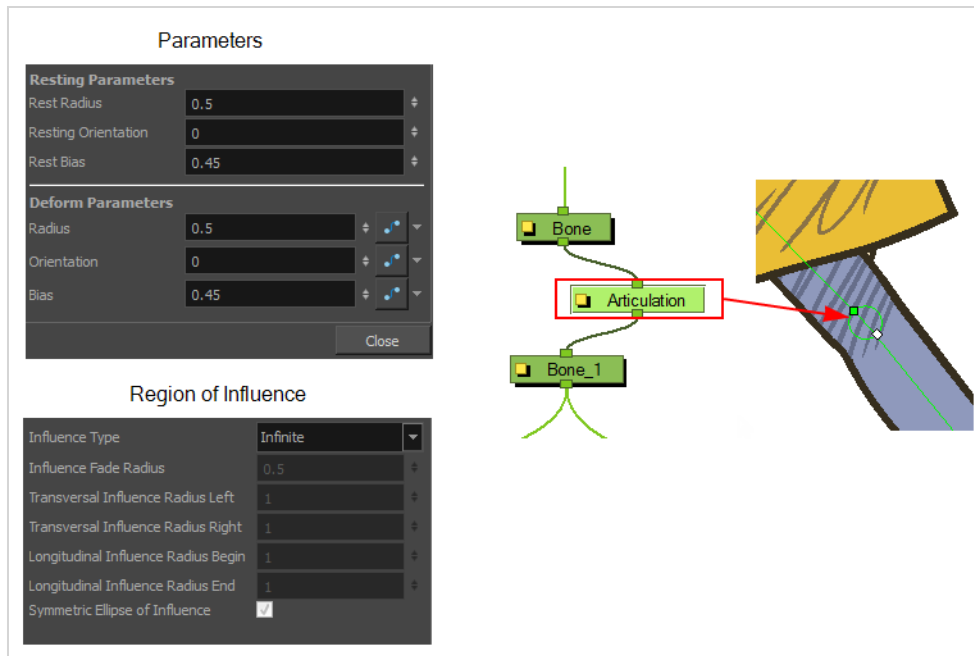 Parameters
Resting Parameters
Rest Radius 0.5
Resting Orientation 0
Rest Bias 0.45
Deform Parameters
Radius 0.5
Orientation 0
Bias 0.45
Close
Region of Influence
Influence Type Infinite
Influence Fade Radius 0.5
Transversal Influence Radius Left 1
Transversal Influence Radius Right 1
Longitudinal Influence Radius Begin 1
Longitudinal Influence Radius End 1
Symmetric Ellipse of Influence
Bone
Articulation
Bone_1